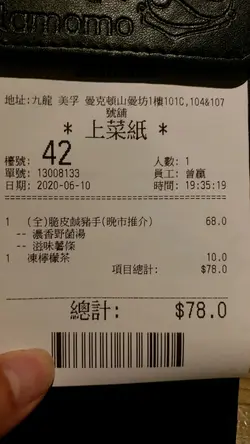 momo
地址:九龍 美孚 曼克頓山曼坊1樓101C,104&107
號舖
* 上菜紙 *
檯號: 42
人數: 1
單號: 13008133
員工: 曾嬴
日期: 2020-06-10
時間: 19:35:19
1 (全)脆皮鹹豬手(晚市推介) 68.0
-- 濃香野菌湯
-- 滋味薯條
1 凍檸檬茶 10.0
項目總計: $78.0
總計: $78.0